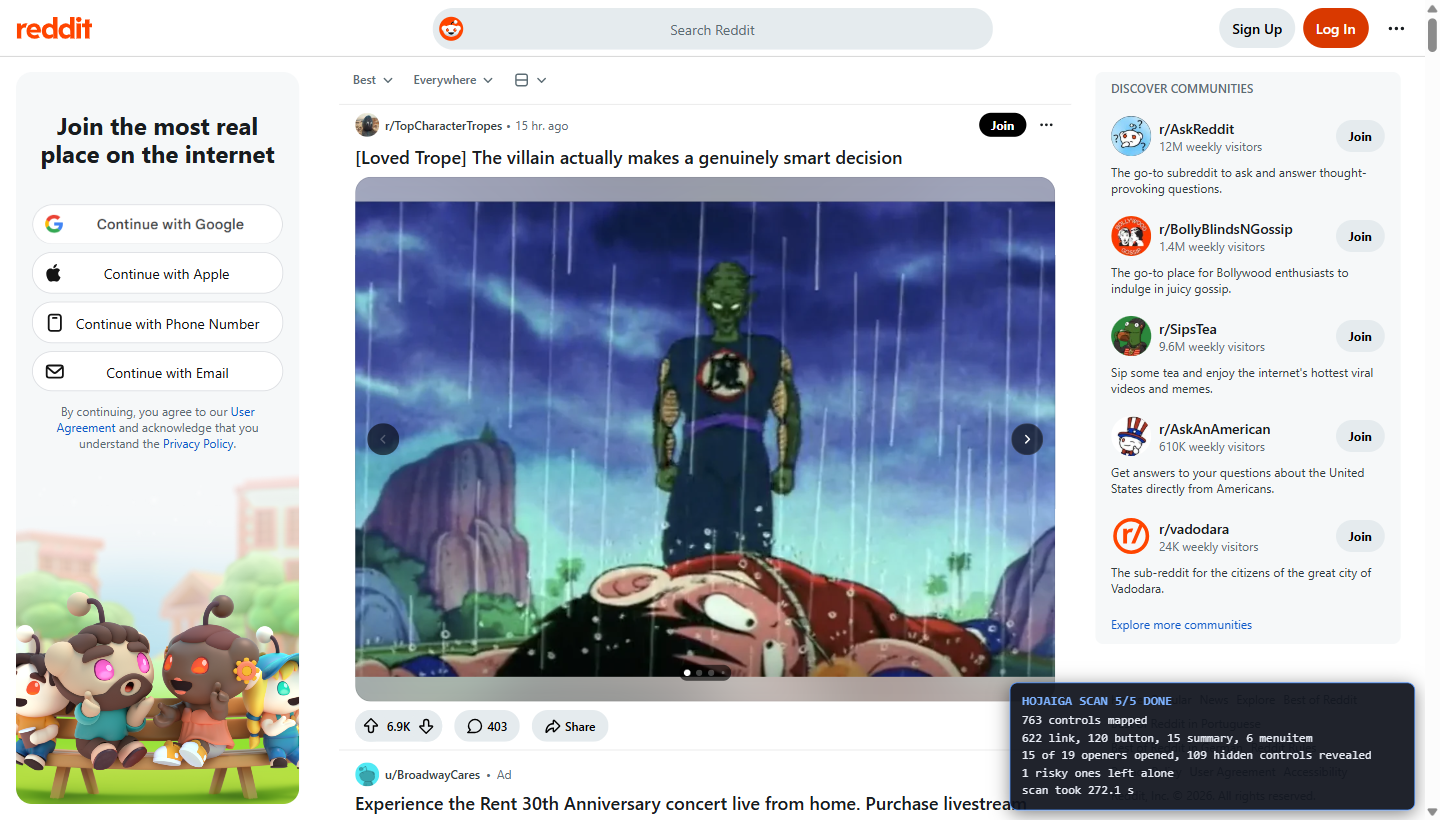 reddit
Search Reddit
Sign Up
Log In
Join the most real
place on the internet
Continue with Google
Continue with Apple
Continue with Phone Number
Continue with Email
By continuing, you agree to our User
Agreement and acknowledge that you
understand the Privacy Policy.
Best
Everywhere
r/TopCharacterTropes • 15 hr. ago
Join
[Loved Trope] The villain actually makes a genuinely smart decision
6.9K
403
Share
u/BroadwayCares • Ad
Experience the Rent 30th Anniversary concert live from home. Purchase livestream
DISCOVER COMMUNITIES
r/AskReddit
12M weekly visitors
Join
The go-to subreddit to ask and answer thought-
provoking questions.
r/BollyBlindsNGossip
1.4M weekly visitors
Join
The go-to place for Bollywood enthusiasts to
indulge in juicy gossip.
r/SipsTea
9.6M weekly visitors
Join
Sip some tea and enjoy the internet's hottest viral
videos and memes.
r/AskAnAmerican
610K weekly visitors
Join
Get answers to your questions about the United
States directly from Americans.
r/vadodara
24K weekly visitors
Join
The sub-reddit for the citizens of the great city of
Vadodara.
Explore more communities
HOJAIGA SCAN 5/5 DONE
763 controls mapped
622 link, 120 button, 15 summary, 6 menuitem
15 of 19 openers opened, 109 hidden controls revealed
1 risky ones left alone
scan took 272.1 s